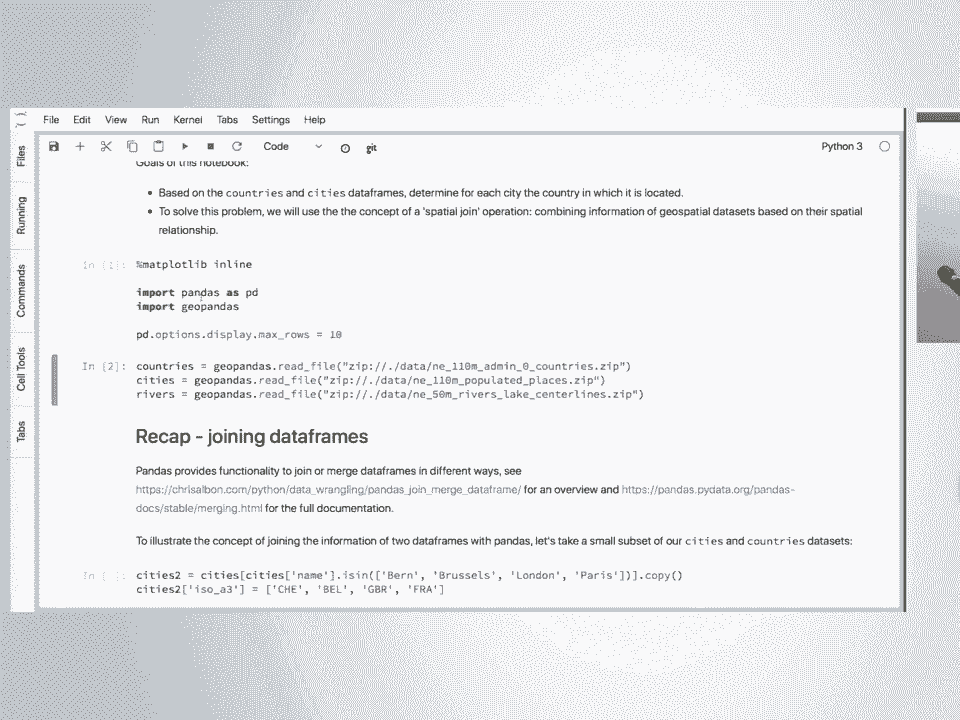 File Edit View Run Kernel Tabs Settings Help
Files
Running
Commands
Cell Tools
Tabs
Code
git
Python 3
Goals of this notebook:
• Based on the countries and cities dataframes, determine for each city the country in which it is located.
• To solve this problem, we will use the the concept of a 'spatial join' operation: combining information of geospatial datasets based on their spatial
relationship.
In [1]: %matplotlib inline
import pandas as pd
import geopandas
pd.options.display.max_rows = 10
In [2]: countries = geopandas.read_file("zip://./data/ne_110m_admin_0_countries.zip")
cities = geopandas.read_file("zip://./data/ne_110m_populated_places.zip")
rivers = geopandas.read_file("zip://./data/ne_50m_rivers_lake_centerlines.zip")
Recap - joining dataframes
Pandas provides functionality to join or merge dataframes in different ways, see
https://chrisalbon.com/python/data_wrangling/pandas_join_merge_dataframe/ for an overview and https://pandas.pydata.org/pandas-
docs/stable/merging.html for the full documentation.
To illustrate the concept of joining the information of two dataframes with pandas, let's take a small subset of our cities and countries datasets:
In [ ]: cities2 = cities[cities['name'].isin(['Bern', 'Brussels', 'London', 'Paris'])].copy()
cities2['iso_a3'] = ['CHE', 'BEL', 'GBR', 'FRA']